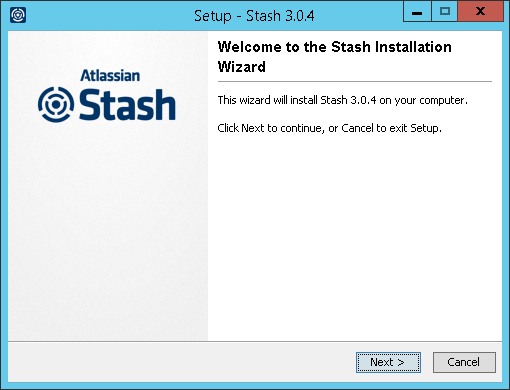 Setup - Stash 3.0.4
Atlassian
Stash
Welcome to the Stash Installation
Wizard
This wizard will install Stash 3.0.4 on your computer.
Click Next to continue, or Cancel to exit Setup.
Next >
Cancel